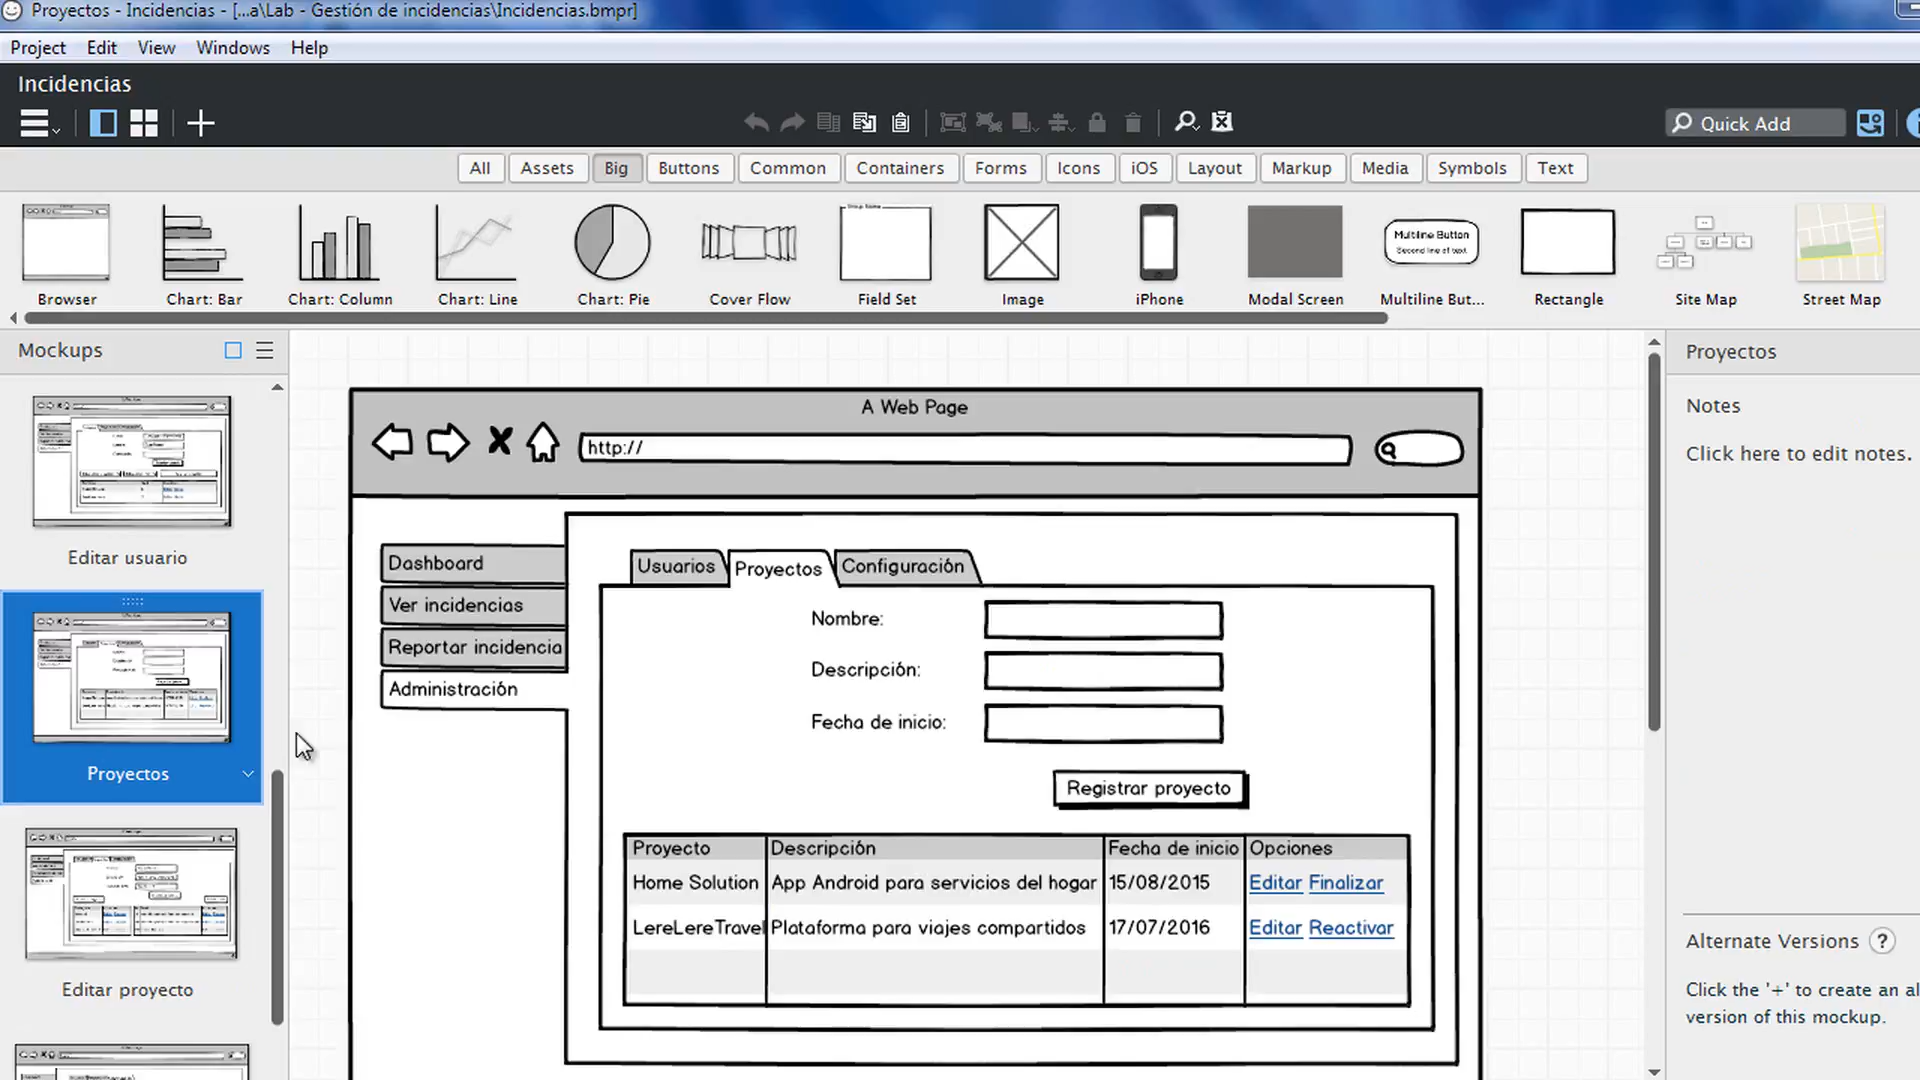 Proyectos - Incidencias - [...a\Lab - Gestión de incidencias\Incidencias.bmpr]
Project Edit View Windows Help
Incidencias
Quick Add
All Assets Big Buttons Common Containers Forms Icons iOS Layout Markup Media Symbols Text
Group Name
Multiline Button
Second line of text
Browser Chart: Bar Chart: Column Chart: Line Chart: Pie Cover Flow Field Set Image iPhone Modal Screen Multiline But... Rectangle Site Map Street Map
Mockups
Editar usuario
Proyectos
Editar proyecto
A Web Page
http://
Dashboard
Ver incidencias
Reportar incidencia
Administración
Usuarios Proyectos Configuración
Nombre:
Descripción:
Fecha de inicio:
Registrar proyecto
Proyecto Descripción Fecha de inicio Opciones
Home Solution App Android para servicios del hogar 15/08/2015 Editar Finalizar
LereLereTravel Plataforma para viajes compartidos 17/07/2016 Editar Reactivar
Proyectos
Notes
Click here to edit notes.
Alternate Versions ?
Click the '+' to create an al
version of this mockup.